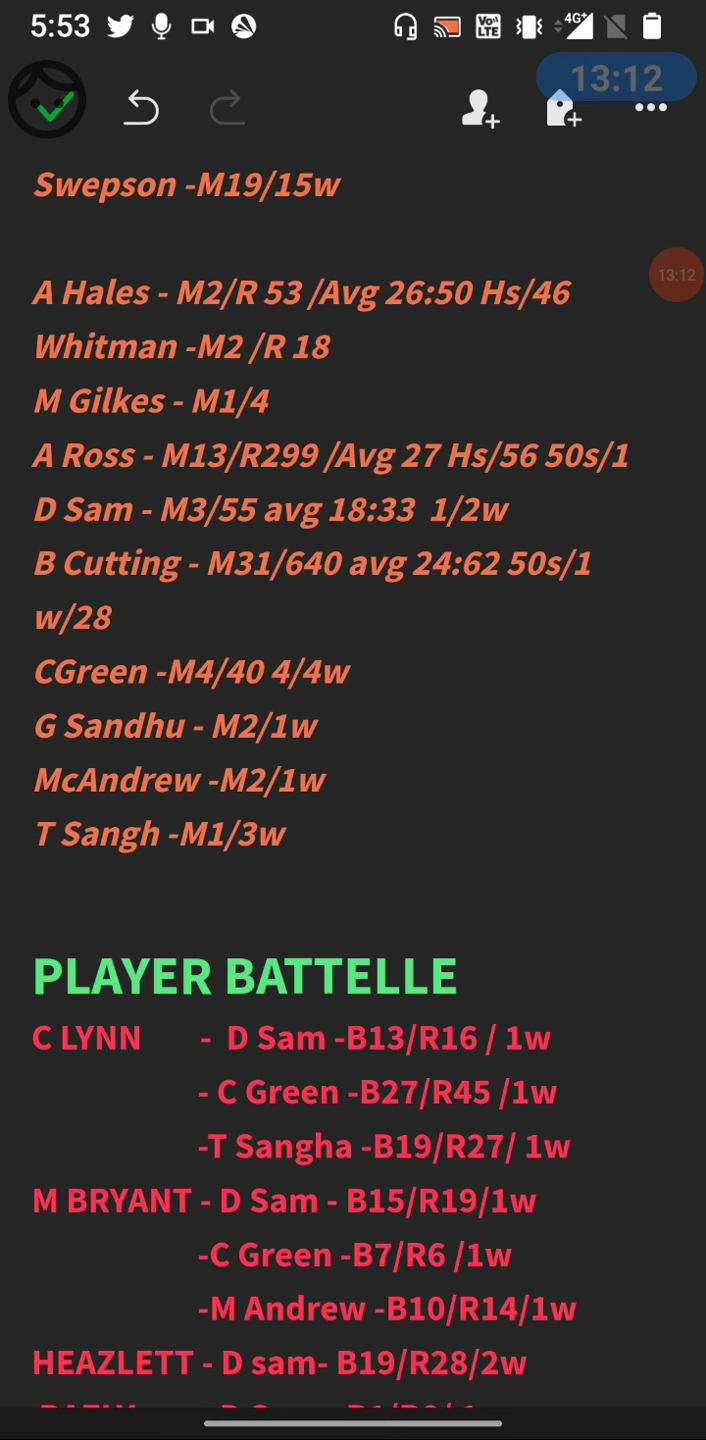 5:53
Vo))
LTE
4G+
13:12
Swepson -M19/15w
13:12
A Hales - M2/R 53 /Avg 26:50 Hs/46
Whitman -M2 /R 18
M Gilkes - M1/4
A Ross - M13/R299 /Avg 27 Hs/56 50s/1
D Sam - M3/55 avg 18:33 1/2w
B Cutting - M31/640 avg 24:62 50s/1
w/28
CGreen -M4/40 4/4w
G Sandhu - M2/1w
McAndrew -M2/1w
T Sangh -M1/3w
PLAYER BATTELLE
C LYNN - D Sam -B13/R16 / 1w
- C Green -B27/R45 /1w
-T Sangha -B19/R27/ 1w
M BRYANT - D Sam - B15/R19/1w
-C Green -B7/R6 /1w
-M Andrew -B10/R14/1w
HEAZLETT - D sam- B19/R28/2w